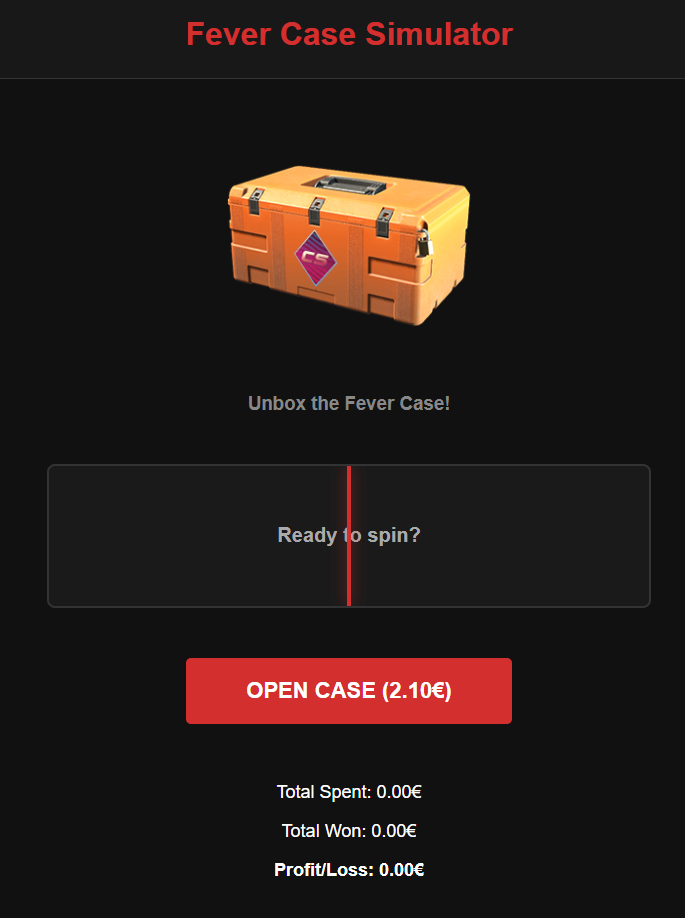 Fever Case Simulator
CS
Unbox the Fever Case!
Ready to spin?
OPEN CASE (2.10€)
Total Spent: 0.00€
Total Won: 0.00€
Profit/Loss: 0.00€